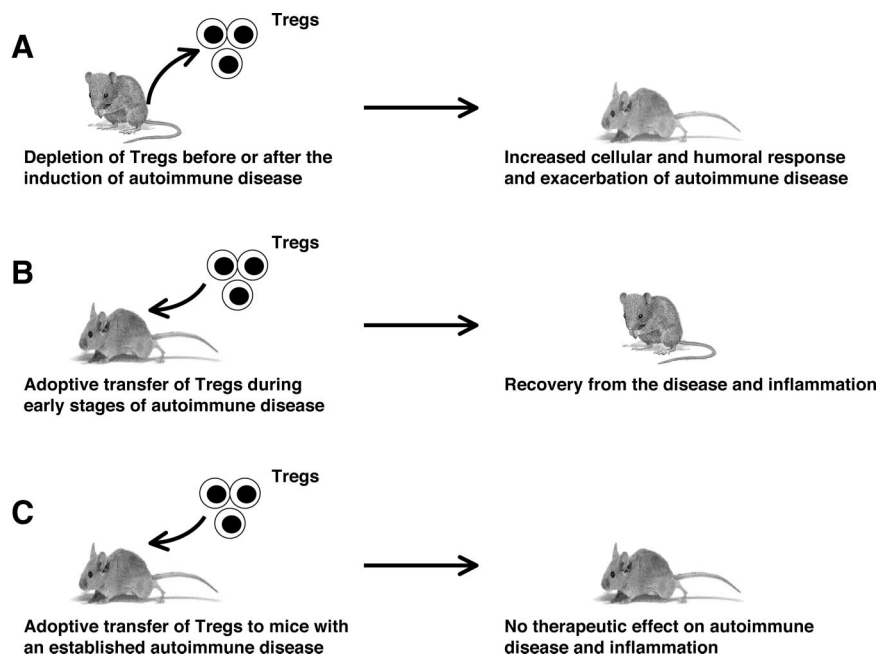 Tregs
A
Depletion of Tregs before or after the
induction of autoimmune disease
Increased cellular and humoral response
and exacerbation of autoimmune disease
Tregs
B
Adoptive transfer of Tregs during
early stages of autoimmune disease
Recovery from the disease and inflammation
Tregs
C
Adoptive transfer of Tregs to mice with
an established autoimmune disease
No therapeutic effect on autoimmune
disease and inflammation